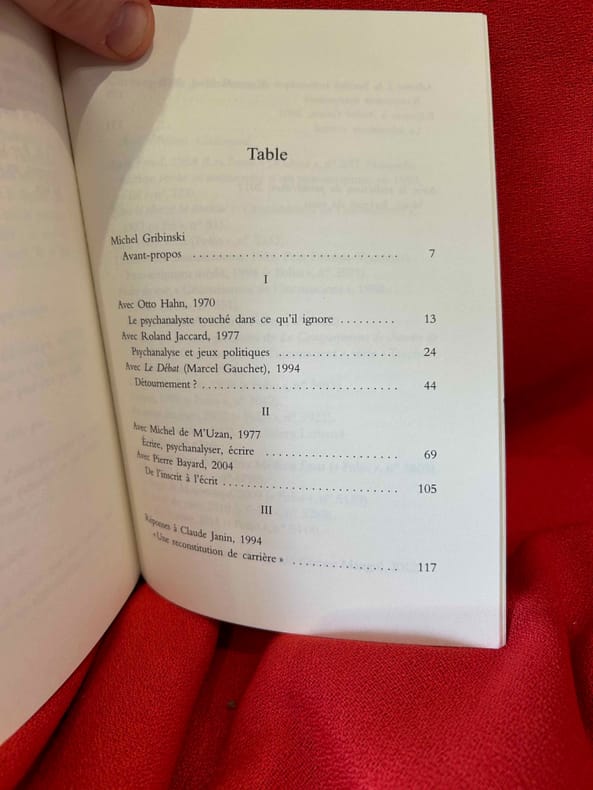 Table
Michel Gribinski
Avant-propos ................................ 7
I
Avec Otto Hahn, 1970
Le psychanalyste touché dans ce qu'il ignore ......... 13
Avec Roland Jaccard, 1977
Psychanalyse et jeux politiques .................. 24
Avec Le Débat (Marcel Gauchet), 1994
Détournement ? .............................. 44
II
Avec Michel de M'Uzan, 1977
Écrire, psychanalyser, écrire ...................... 69
Avec Pierre Bayard, 2004
De l'inscrit à l'écrit ........................... 105
III
Réponses à Claude Janin, 1994
« Une reconstitution de carrière » ................ 117